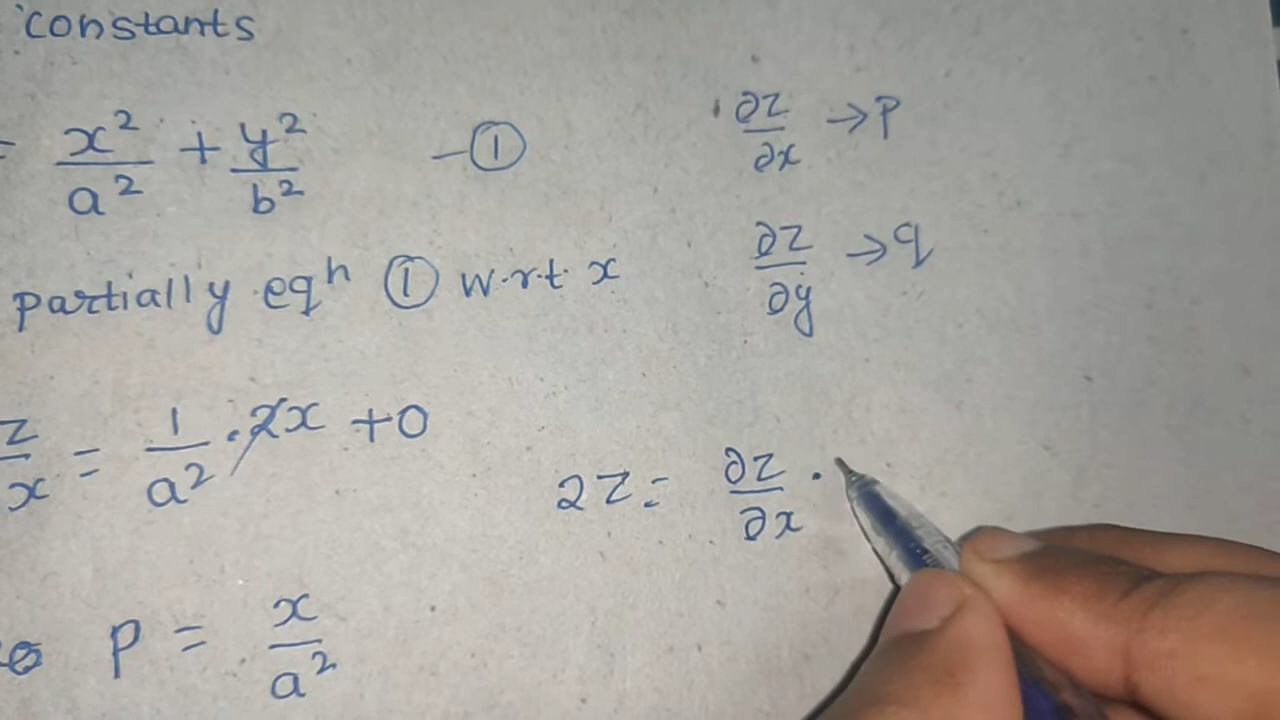 constants
= x²/a² + y²/b² - ①
∂z/∂x → p
∂z/∂y → q
partially eqⁿ ① w.r.t. x
z/x = 1/a² · 2x + 0
2z = ∂z/∂x ·
p = x/a²